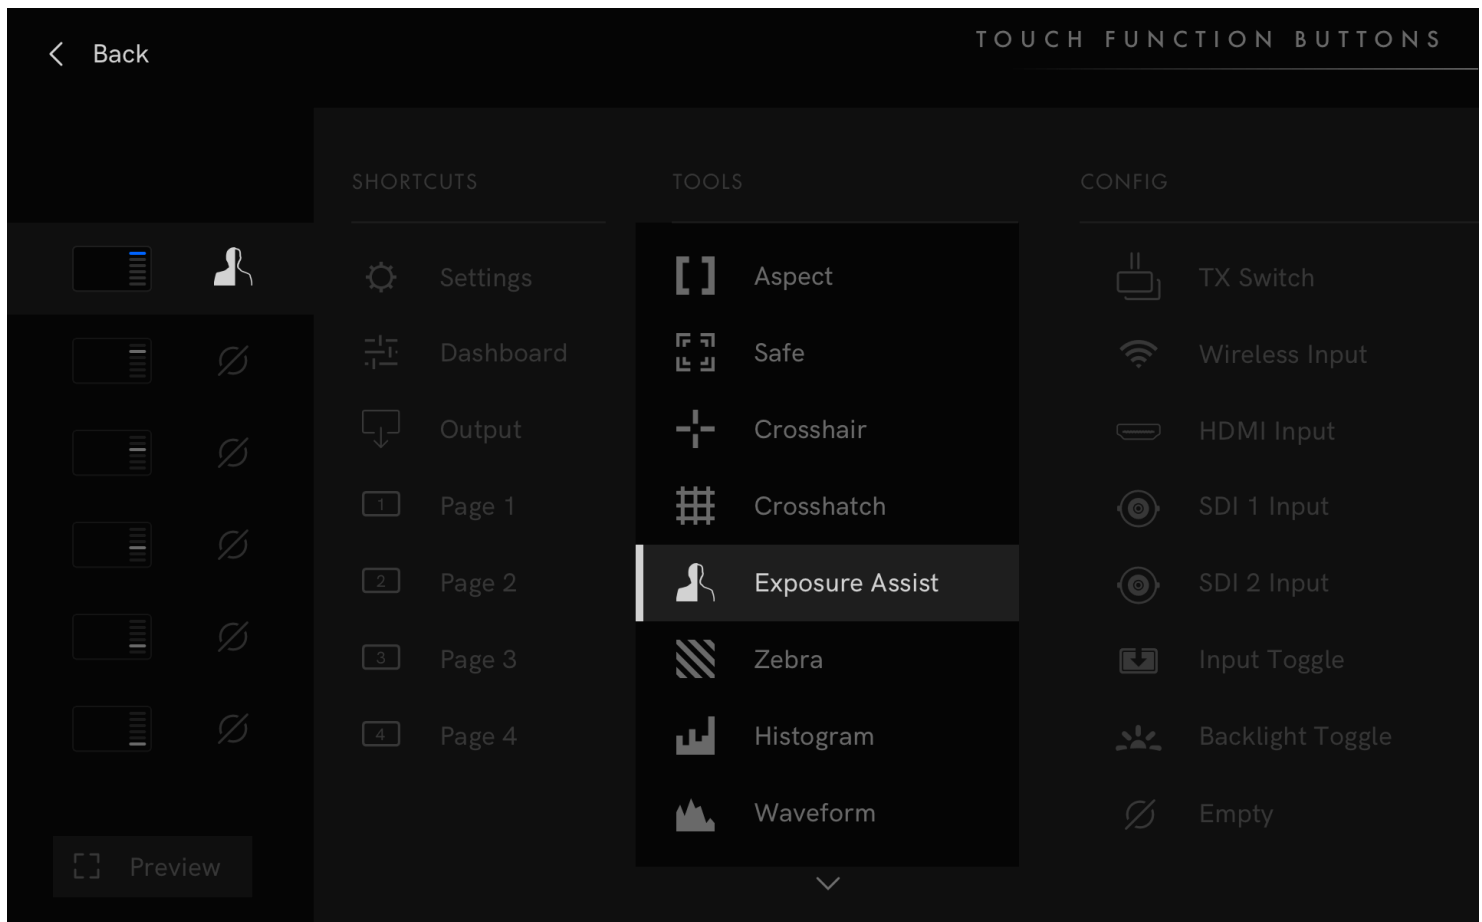 Back
TOUCH FUNCTION BUTTONS
SHORTCUTS
Settings
Dashboard
Output
1 Page 1
2 Page 2
3 Page 3
4 Page 4
TOOLS
Aspect
Safe
Crosshair
Crosshatch
Exposure Assist
Zebra
Histogram
Waveform
CONFIG
TX Switch
Wireless Input
HDMI Input
SDI 1 Input
SDI 2 Input
Input Toggle
Backlight Toggle
Empty
Preview